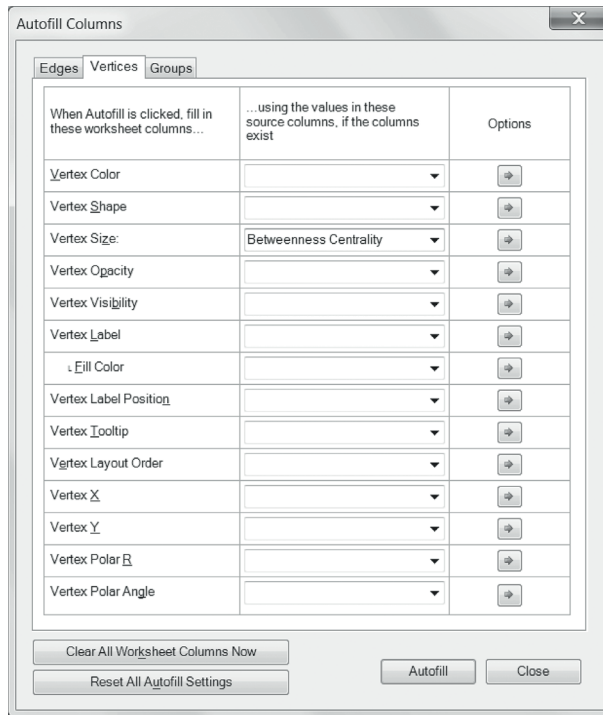 Autofill Columns
X
Edges Vertices Groups
When Autofill is clicked, fill in
these worksheet columns...
...using the values in these
source columns, if the columns
exist
Options
Vertex Color
Vertex Shape
Vertex Size: Betweenness Centrality
Vertex Opacity
Vertex Visibility
Vertex Label
Fill Color
Vertex Label Position
Vertex Tooltip
Vertex Layout Order
Vertex X
Vertex Y
Vertex Polar R
Vertex Polar Angle
Clear All Worksheet Columns Now
Reset All Autofill Settings
Autofill Close